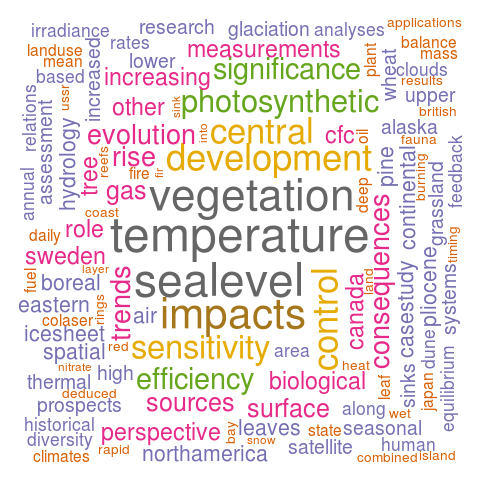 applications
irradiance
research
glaciation
analyses
landuse
rates
measurements
balance
mean
lower
plant
mass
based
increased
increasing
significance
wheat
clouds
results
ussr
other
sink
photosynthetic
upper
british
relations
assessment
hydrology
evolution
into
central
cfc
oil
alaska
fauna
reefs
tree
rise
development
pine
continental
burning
grassland
feedback
annual
fire
fir
gas
vegetation
deep
coast
role
temperature
consequences
daily
sweden
layer
sealevel
land
canada
casestudy
pliocene
timing
fuel
boreal
trends
air
impacts
control
systems
eastern
rings
colaser
icesheet
red
sensitivity
area
heat
sinks
dune
equilibrium
spatial
nitrate
thermal
high
efficiency
biological
leaf
japan
deduced
prospects
sources
surface
along
wet
historical
perspective
bay
leaves
state
seasonal
diversity
snow
satellite
human
climates
rapid
northamerica
combined
island